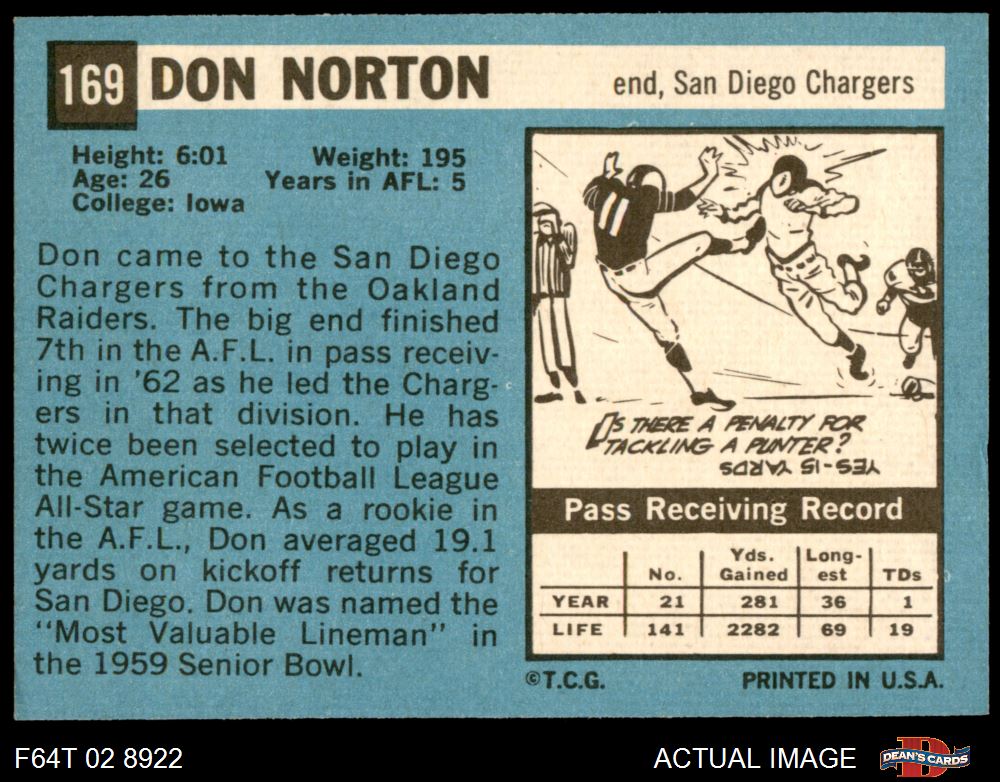 169 DON NORTON end, San Diego Chargers
Height: 6:01 Weight: 195
Age: 26 Years in AFL: 5
College: Iowa
Don came to the San Diego
Chargers from the Oakland
Raiders. The big end finished
7th in the A.F.L. in pass receiv-
ing in '62 as he led the Charg-
ers in that division. He has
twice been selected to play in
the American Football League
All-Star game. As a rookie in
the A.F.L., Don averaged 19.1
yards on kickoff returns for
San Diego. Don was named the
"Most Valuable Lineman" in
the 1959 Senior Bowl.
11
IS THERE A PENALTY FOR
TACKLING A PUNTER?
YES-15 YARDS
Pass Receiving Record
No. Yds. Gained Long-est TDs
YEAR 21 281 36 1
LIFE 141 2282 69 19
©T.C.G. PRINTED IN U.S.A.
F64T 02 8922 ACTUAL IMAGE D DEAN'S CARDS